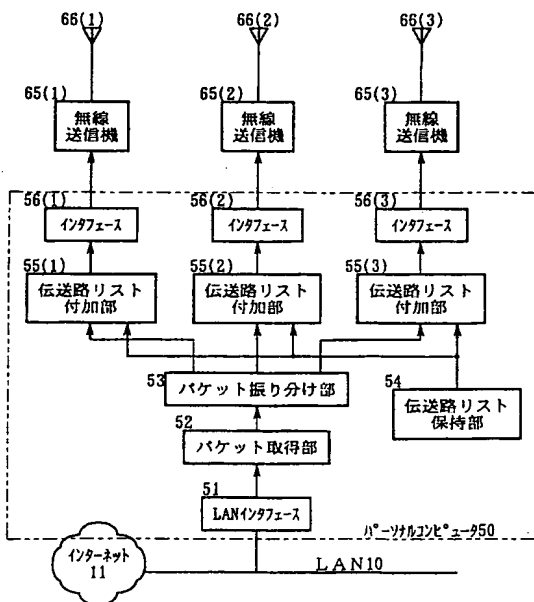 66(1) 66(2) 66(3)
65(1) 65(2) 65(3)
無線
送信機
無線
送信機
無線
送信機
56(1) 56(2) 56(3)
インタフェース インタフェース インタフェース
55(1) 55(2) 55(3)
伝送路リスト
付加部
伝送路リスト
付加部
伝送路リスト
付加部
53
パケット振り分け部
54
伝送路リスト
保持部
52
パケット取得部
51
LANインタフェース
パーソナルコンピュータ50
インターネット
11
LAN10